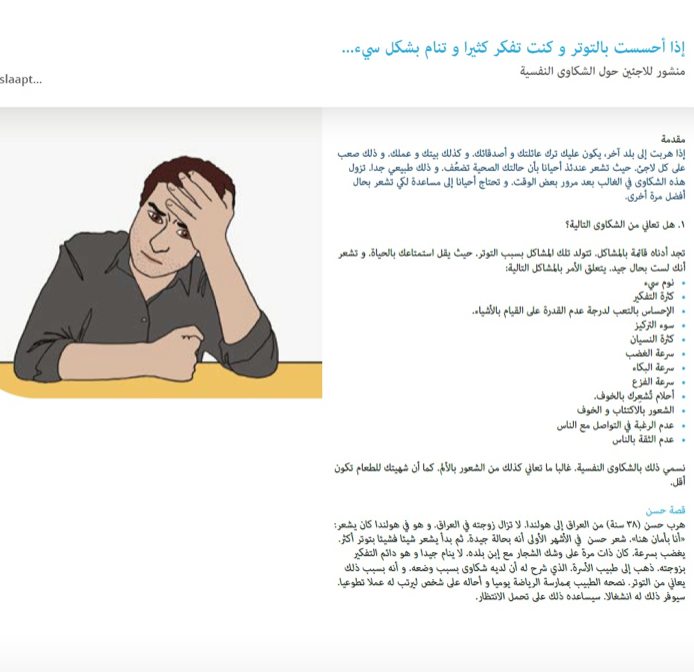 إذا أحسست بالتوتر و كنت تفكر كثيرا و تنام بشكل سيء...
منشور للاجئين حول الشكاوى النفسية
slaapt...
مقدمة
إذا هربت إلى بلد آخر، يكون عليك ترك عائلتك و أصدقائك. و كذلك بيتك و عملك. و ذلك صعب
على كل لاجئ. حيث تشعر عندئذ أحيانا بأن حالتك الصحية تضعُف. و ذلك طبيعي جدا. تزول
هذه الشكاوى في الغالب بعد مرور بعض الوقت. و تحتاج أحيانا إلى مساعدة لكي تشعر بحال
أفضل مرة أخرى.
١. هل تعاني من الشكاوى التالية؟
تجد أدناه قائمة بالمشاكل. تتولد تلك المشاكل بسبب التوتر. حيث يقل استمتاعك بالحياة. و تشعر
أنك لست بحال جيد. يتعلق الأمر بالمشاكل التالية:
• نوم سيء
• كثرة التفكير
• الإحساس بالتعب لدرجة عدم القدرة على القيام بالأشياء.
• سوء التركيز
• كثرة النسيان
• سرعة الغضب
• سرعة البكاء
• سرعة الفزع
• أحلام تُشعِرك بالخوف.
• الشعور بالاكتئاب و الخوف
• عدم الرغبة في التواصل مع الناس
• عدم الثقة بالناس
نسمي ذلك بالشكاوى النفسية. غالبا ما تعاني كذلك من الشعور بالألم. كما أن شهيتك للطعام تكون
أقل.
قصة حسن
هرب حسن (٣٨ سنة) من العراق إلى هولندا. لا تزال زوجته في العراق. و هو في هولندا كان يشعر:
«أنا بأمان هنا». شعر حسن في الأشهر الأولى أنه بحالة جيدة. ثم بدأ يشعر شيئا فشيئا بتوتر أكثر.
يغضب بسرعة. كان ذات مرة على وشك الشجار مع إبن بلده. لا ينام جيدا و هو دائم التفكير
بزوجته. ذهب إلى طبيب الأسرة. الذي شرح له أن لديه شكاوى بسبب وضعه. و أنه بسبب ذلك
يعاني من التوتر. نصحه الطبيب بممارسة الرياضة يوميا و أحاله على شخص ليرتب له عملا تطوعيا.
سيوفر ذلك له انشغالا. سيساعده ذلك على تحمل الانتظار.